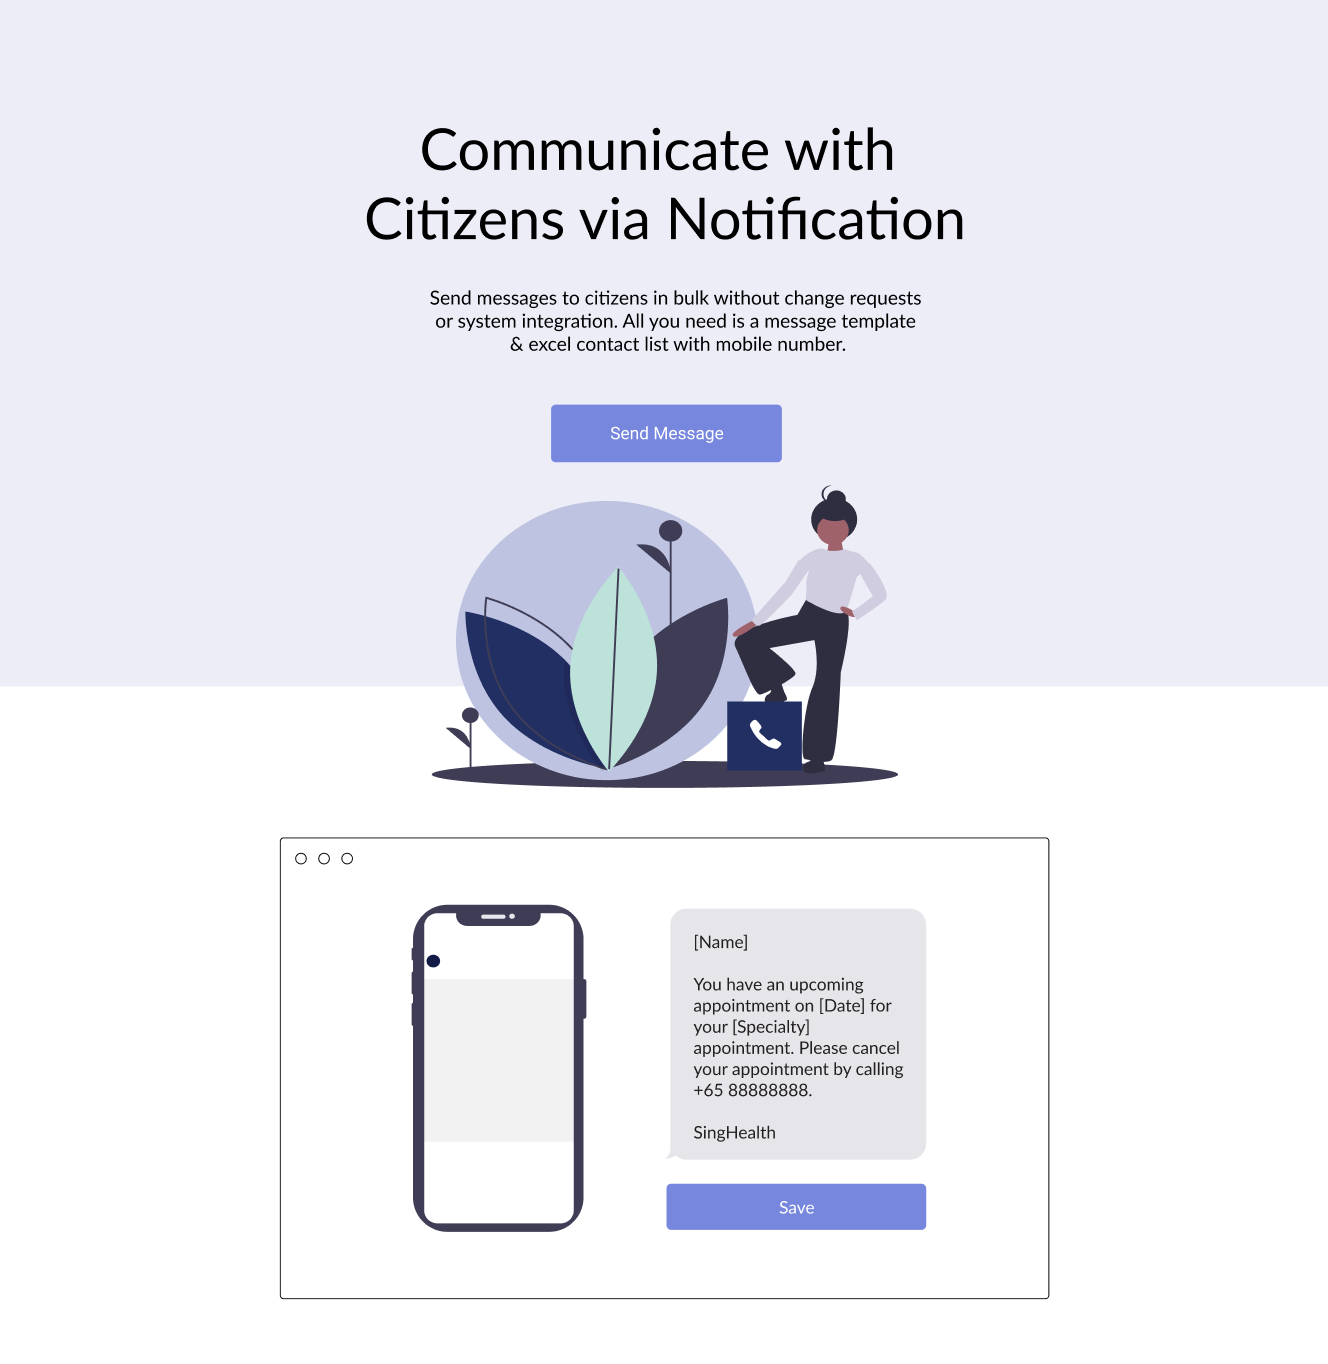 Communicate with
Citizens via Notification
Send messages to citizens in bulk without change requests
or system integration. All you need is a message template
& excel contact list with mobile number.
Send Message
[Name]
You have an upcoming
appointment on [Date] for
your [Specialty]
appointment. Please cancel
your appointment by calling
+65 88888888.
SingHealth
Save